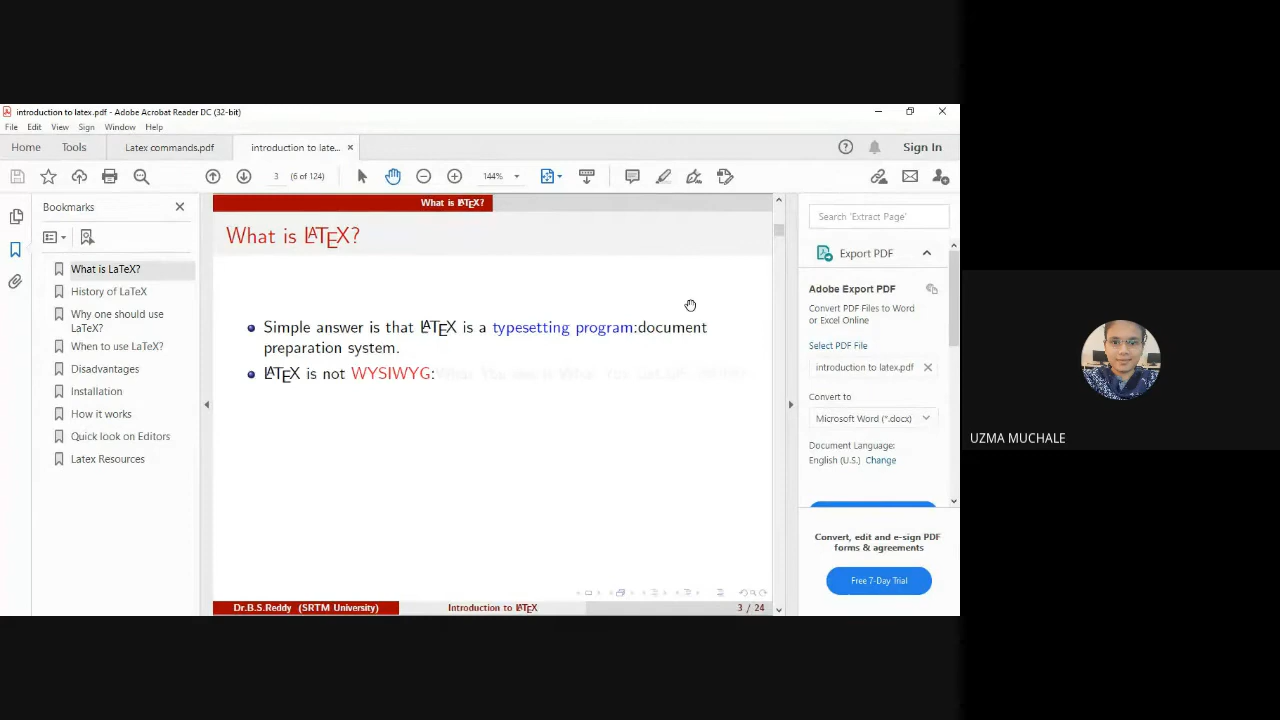 introduction to latex.pdf - Adobe Acrobat Reader DC (32-bit)
File Edit View Sign Window Help
Home Tools Latex commands.pdf introduction to late... × Sign In
3 (6 of 124) 144%
Bookmarks
What is LaTeX?
History of LaTeX
Why one should use
LaTeX?
When to use LaTeX?
Disadvantages
Installation
How it works
Quick look on Editors
Latex Resources
What is LATEX?
What is LATEX?
• Simple answer is that LATEX is a typesetting program:document
preparation system.
• LATEX is not WYSIWYG:
Dr.B.S.Reddy (SRTM University) Introduction to LATEX 3 / 24
Search 'Extract Page'
Export PDF
Adobe Export PDF
Convert PDF Files to Word
or Excel Online
Select PDF File
introduction to latex.pdf
Convert to
Microsoft Word (*.docx)
Document Language:
English (U.S.) Change
Convert, edit and e-sign PDF
forms & agreements
Free 7-Day Trial
UZMA MUCHALE